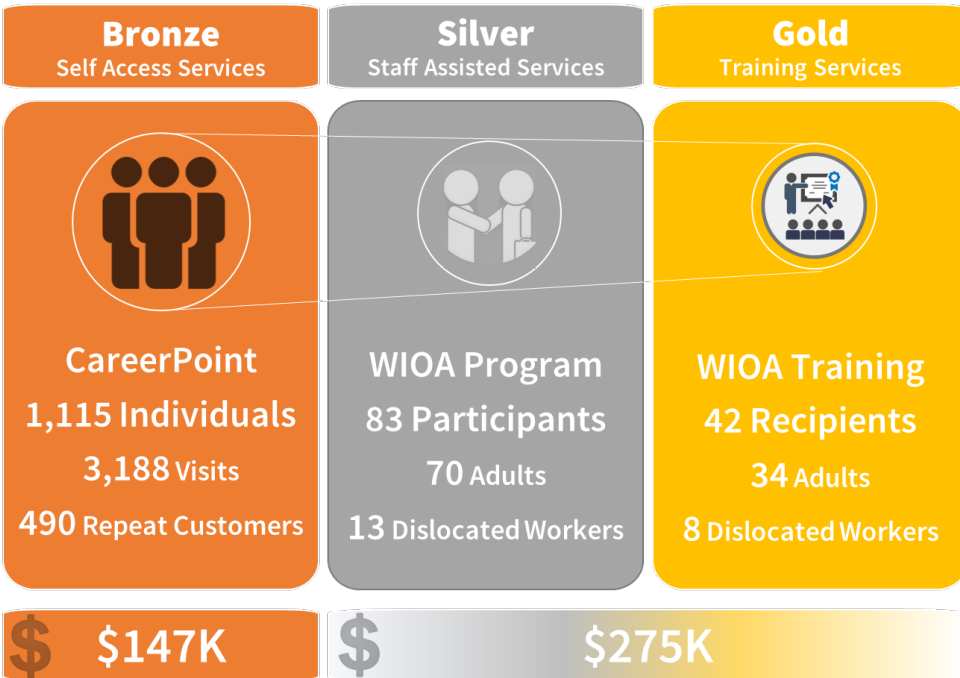 Bronze
Self Access Services
Silver
Staff Assisted Services
Gold
Training Services
CareerPoint
1,115 Individuals
3,188 Visits
490 Repeat Customers
WIOA Program
83 Participants
70 Adults
13 Dislocated Workers
WIOA Training
42 Recipients
34 Adults
8 Dislocated Workers
$ $147K
$ $275K